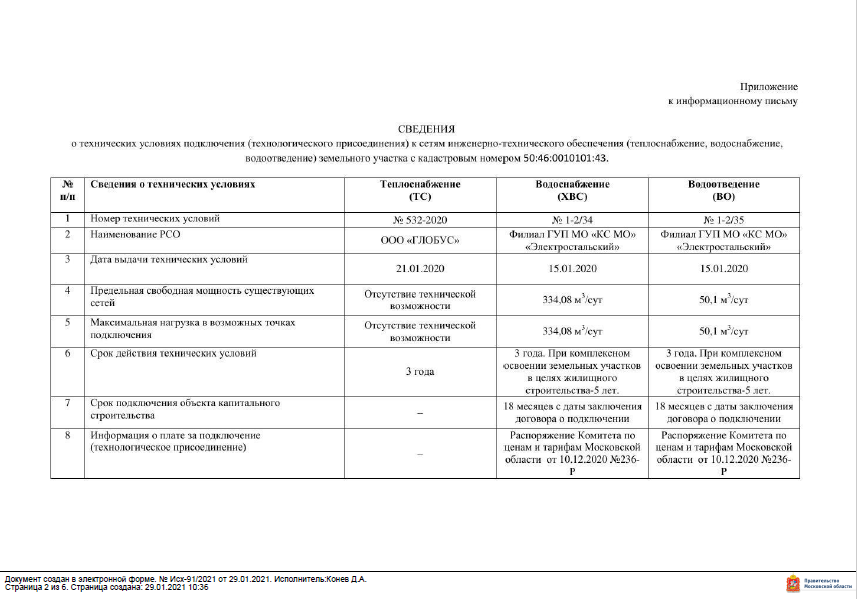 Приложение
к информационному письму
СВЕДЕНИЯ
о технических условиях подключения (технологического присоединения) к сетям инженерно-технического обеспечения (теплоснабжение, водоснабжение,
водоотведение) земельного участка с кадастровым номером 50:46:0010101:43.
№ п/п Сведения о технических условиях Теплоснабжение (ТС) Водоснабжение (ХВС) Водоотведение (ВО)
1 Номер технических условий № 532-2020 № 1-2/34 № 1-2/35
2 Наименование РСО ООО «ГЛОБУС» Филиал ГУП МО «КС МО» «Электростальский» Филиал ГУП МО «КС МО» «Электростальский»
3 Дата выдачи технических условий 21.01.2020 15.01.2020 15.01.2020
4 Предельная свободная мощность существующих сетей Отсутствие технической возможности 334,08 м³/сут 50,1 м³/сут
5 Максимальная нагрузка в возможных точках подключения Отсутствие технической возможности 334,08 м³/сут 50,1 м³/сут
6 Срок действия технических условий 3 года 3 года. При комплексном освоении земельных участков в целях жилищного строительства-5 лет. 3 года. При комплексном освоении земельных участков в целях жилищного строительства-5 лет.
7 Срок подключения объекта капитального строительства – 18 месяцев с даты заключения договора о подключении 18 месяцев с даты заключения договора о подключении
8 Информация о плате за подключение (технологическое присоединение) – Распоряжение Комитета по ценам и тарифам Московской области от 10.12.2020 №236-Р Распоряжение Комитета по ценам и тарифам Московской области от 10.12.2020 №236-Р
Документ создан в электронной форме. № Исх-91/2021 от 29.01.2021. Исполнитель:Конев Д.А.
Страница 2 из 6. Страница создана: 29.01.2021 10:36
Правительство
Московской области